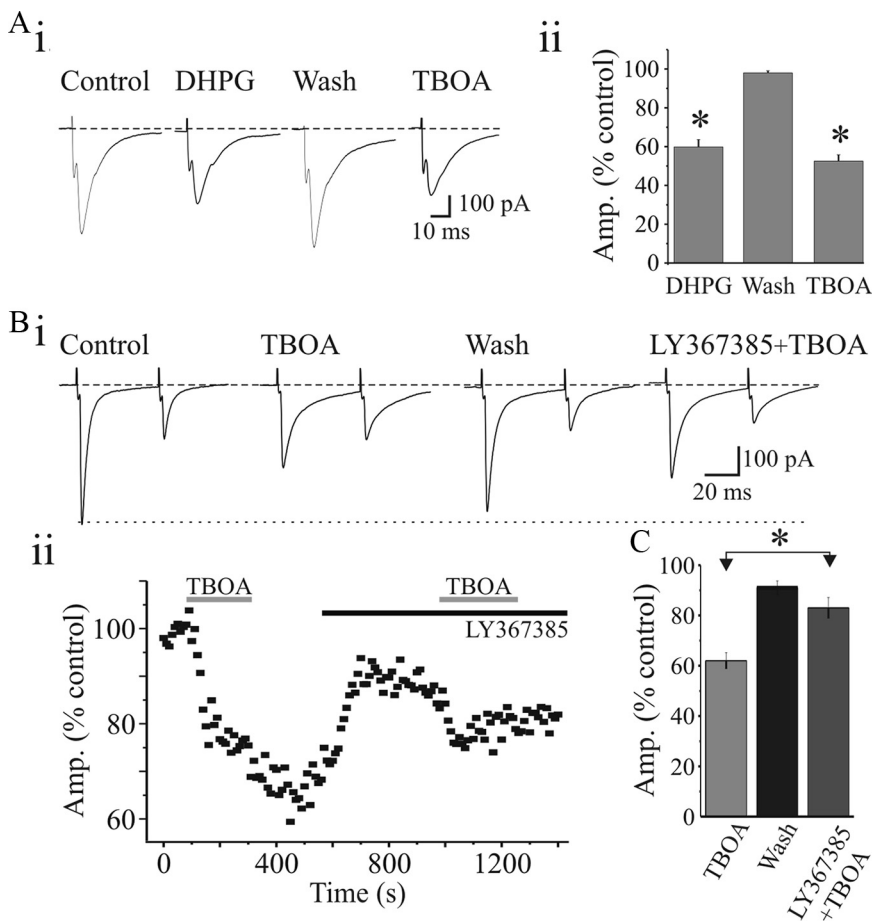 A
i
Control DHPG Wash TBOA
100 pA
10 ms
ii
Amp. (% control)
100
80
60
40
20
0
*
*
DHPG Wash TBOA
B
i
Control TBOA Wash LY367385+TBOA
100 pA
20 ms
ii
Amp. (% control)
100
80
60
TBOA
TBOA
LY367385
0 400 800 1200
Time (s)
C
*
Amp. (% control)
100
80
60
40
20
0
TBOA
Wash
LY367385
+TBOA